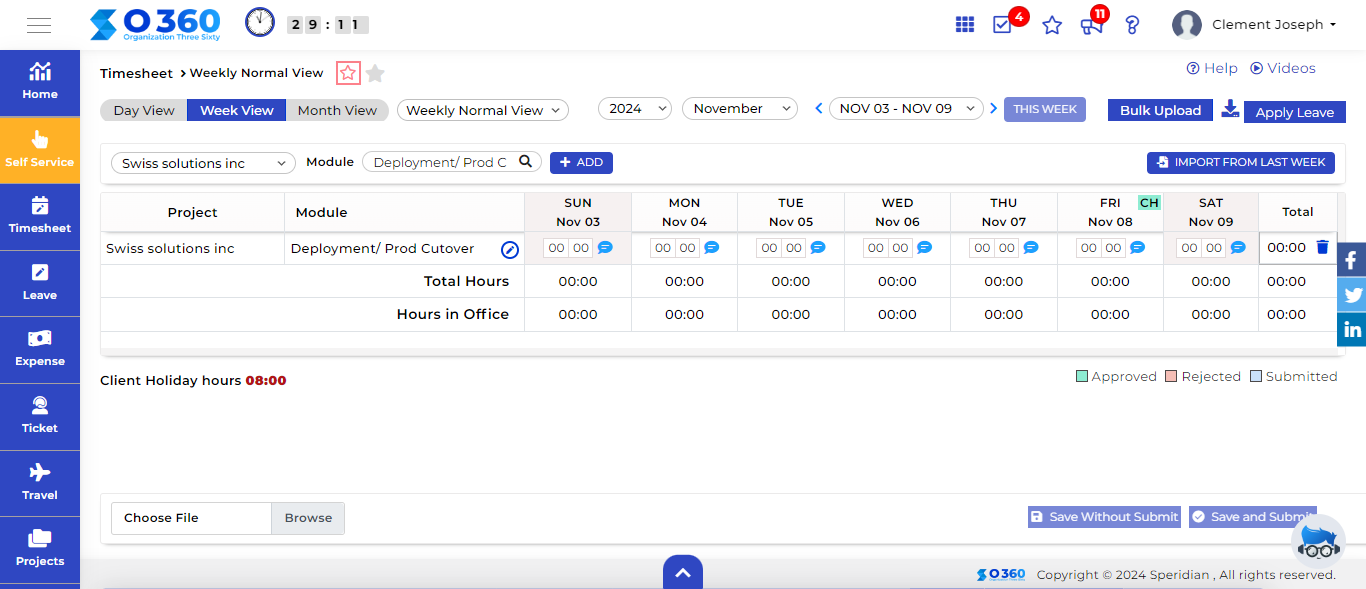 O 360
Organization Three Sixty
29:11
4
11
Clement Joseph
Home
Self Service
Timesheet
Leave
Expense
Ticket
Travel
Projects
Timesheet > Weekly Normal View
Help Videos
Day View Week View Month View Weekly Normal View 2024 November NOV 03 - NOV 09 THIS WEEK Bulk Upload Apply Leave
Swiss solutions inc Module Deployment/ Prod C + ADD IMPORT FROM LAST WEEK
Project Module SUN Nov 03 MON Nov 04 TUE Nov 05 WED Nov 06 THU Nov 07 FRI CH Nov 08 SAT Nov 09 Total
Swiss solutions inc Deployment/ Prod Cutover 00 00 00 00 00 00 00 00 00 00 00 00 00 00 00:00
Total Hours 00:00 00:00 00:00 00:00 00:00 00:00 00:00 00:00
Hours in Office 00:00 00:00 00:00 00:00 00:00 00:00 00:00 00:00
f
in
Client Holiday hours 08:00
Approved Rejected Submitted
Choose File Browse
Save Without Submit Save and Submit
O 360 Copyright © 2024 Speridian , All rights reserved.